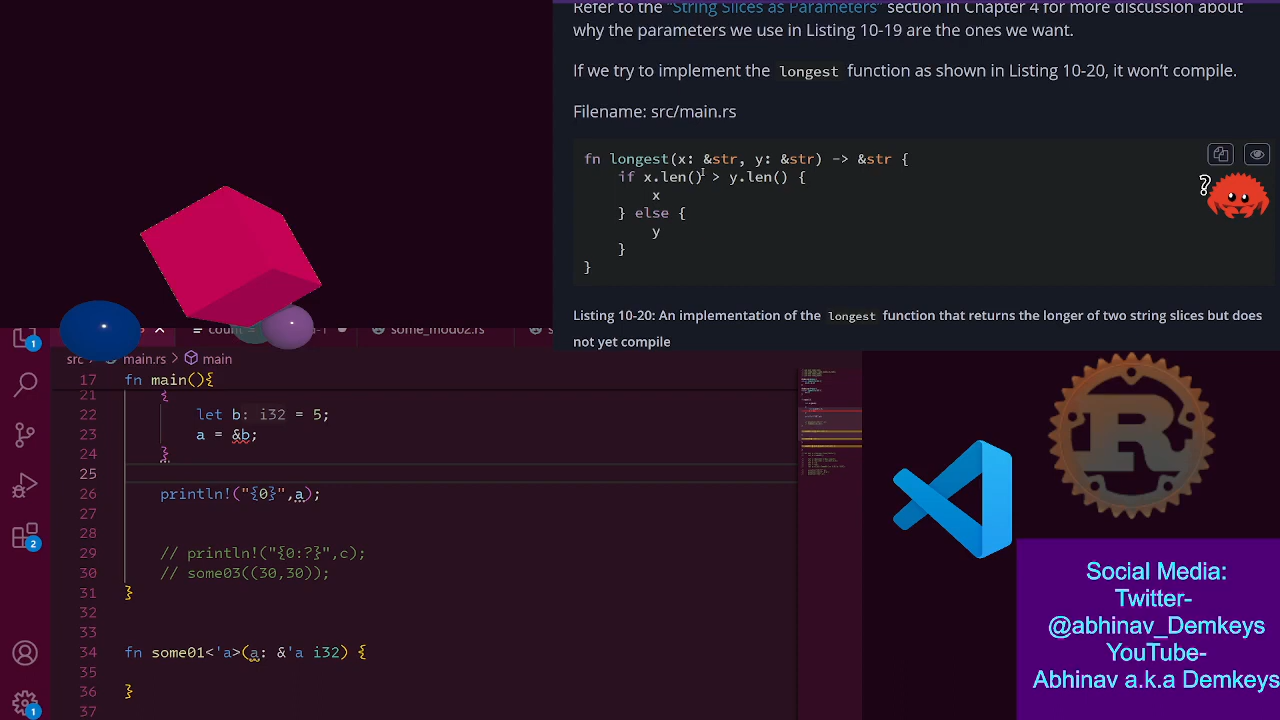 Refer to the "String Slices as Parameters" section in Chapter 4 for more discussion about
why the parameters we use in Listing 10-19 are the ones we want.
If we try to implement the longest function as shown in Listing 10-20, it won't compile.
Filename: src/main.rs
fn longest(x: &str, y: &str) -> &str {
if x.len() > y.len() {
x
} else {
y
}
}
?
Listing 10-20: An implementation of the longest function that returns the longer of two string slices but does
not yet compile
count
some_mod02.rs
src > main.rs > main
17 fn main(){
21 {
22 let b: i32 = 5;
23 a = &b;
24 }
25
26 println!("{0}",a);
27
28
29 // println!("{0:?}",c);
30 // some03((30,30));
31 }
32
33
34 fn some01<'a>(a: &'a i32) {
35
36 }
37
1
2
1
R
Social Media:
Twitter-
@abhinav_Demkeys
YouTube-
Abhinav a.k.a Demkeys